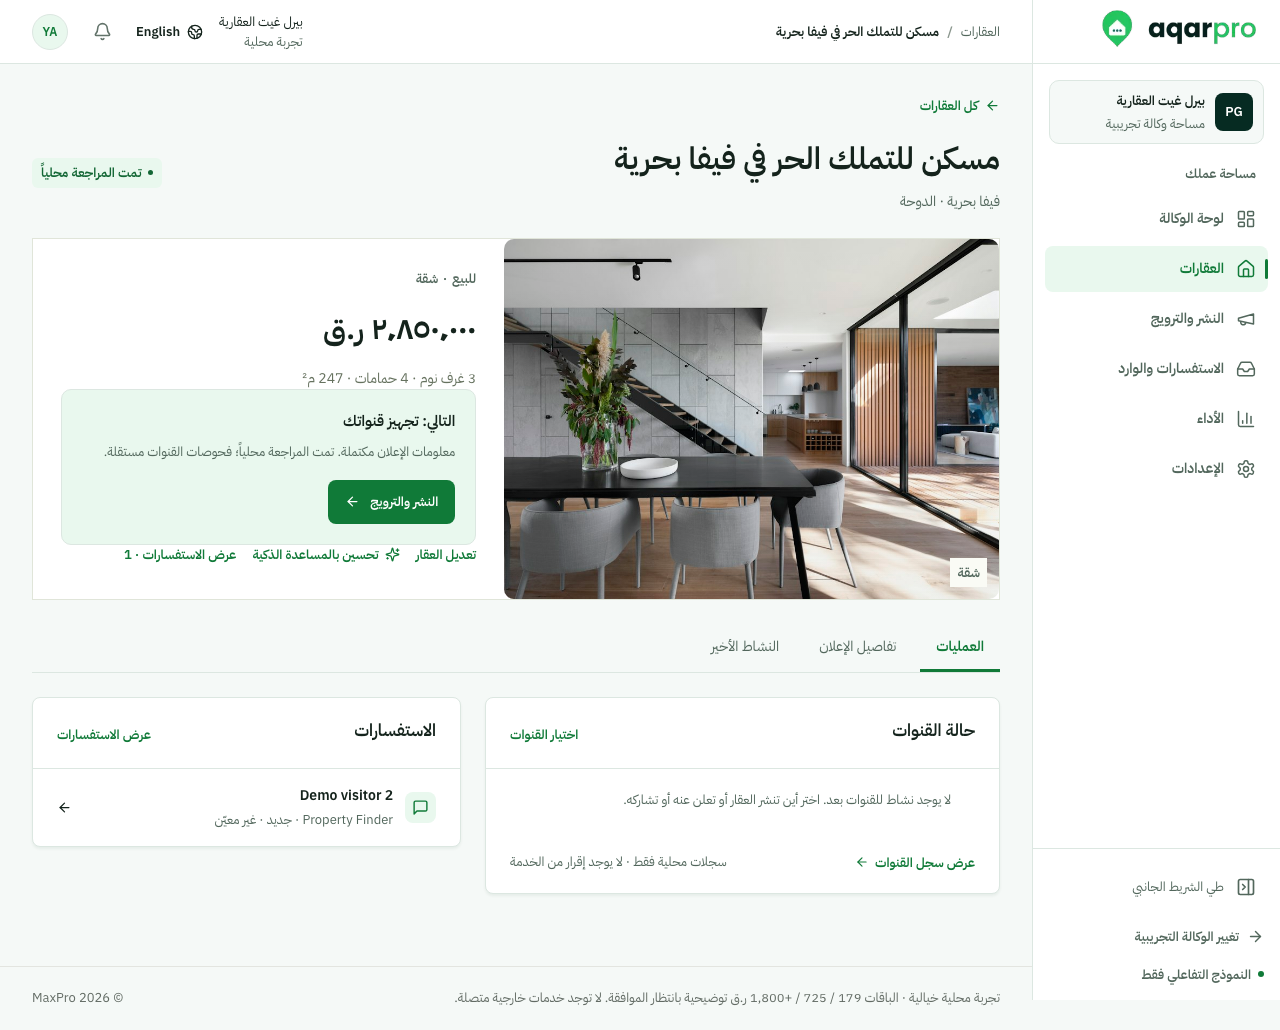 aqarpro
العقارات / مسكن للتملك الحر في فيفا بحرية
بيرل غيت العقارية
تجربة محلية
English
YA
PG
بيرل غيت العقارية
مساحة وكالة تجريبية
مساحة عملك
لوحة الوكالة
العقارات
النشر والترويج
الاستفسارات والوارد
الأداء
الإعدادات
طي الشريط الجانبي
تغيير الوكالة التجريبية
النموذج التفاعلي فقط
كل العقارات
مسكن للتملك الحر في فيفا بحرية
تمت المراجعة محلياً
فيفا بحرية · الدوحة
شقة
للبيع · شقة
٢٬٨٥٠٬٠٠٠ ر.ق
3 غرف نوم · 4 حمامات · 247 م²
التالي: تجهيز قنواتك
معلومات الإعلان مكتملة. تمت المراجعة محلياً؛ فحوصات القنوات مستقلة.
النشر والترويج
تعديل العقار
تحسين بالمساعدة الذكية
عرض الاستفسارات · 1
العمليات
تفاصيل الإعلان
النشاط الأخير
حالة القنوات
اختيار القنوات
لا يوجد نشاط للقنوات بعد. اختر أين تنشر العقار أو تعلن عنه أو تشاركه.
عرض سجل القنوات
سجلات محلية فقط · لا يوجد إقرار من الخدمة
الاستفسارات
عرض الاستفسارات
Demo visitor 2
Property Finder · جديد · غير معيّن
تجربة محلية خيالية · الباقات 179 / 725 / +1,800 ر.ق توضيحية بانتظار الموافقة. لا توجد خدمات خارجية متصلة.
© 2026 MaxPro